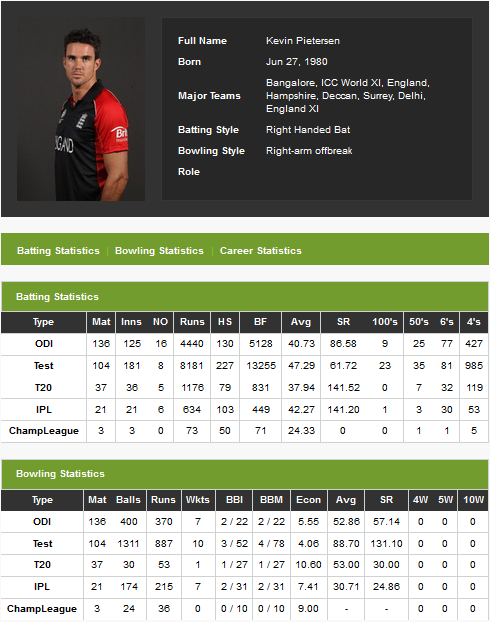 Full Name Kevin Pietersen
Born Jun 27, 1980
Major Teams Bangalore, ICC World XI, England,
Hampshire, Deccan, Surrey, Delhi,
England XI
Batting Style Right Handed Bat
Bowling Style Right-arm offbreak
Role
Batting Statistics | Bowling Statistics | Career Statistics
Batting Statistics
Type Mat Inns NO Runs HS BF Avg SR 100's 50's 6's 4's
ODI 136 125 16 4440 130 5128 40.73 86.58 9 25 77 427
Test 104 181 8 8181 227 13255 47.29 61.72 23 35 81 985
T20 37 36 5 1176 79 831 37.94 141.52 0 7 32 119
IPL 21 21 6 634 103 449 42.27 141.20 1 3 30 53
ChampLeague 3 3 0 73 50 71 24.33 0 0 1 1 5
Bowling Statistics
Type Mat Balls Runs Wkts BBI BBM Econ Avg SR 4W 5W 10W
ODI 136 400 370 7 2 / 22 2 / 22 5.55 52.86 57.14 0 0 0
Test 104 1311 887 10 3 / 52 4 / 78 4.06 88.70 131.10 0 0 0
T20 37 30 53 1 1 / 27 1 / 27 10.60 53.00 30.00 0 0 0
IPL 21 174 215 7 2 / 31 2 / 31 7.41 30.71 24.86 0 0 0
ChampLeague 3 24 36 0 0 / 10 0 / 10 9.00 - - 0 0 0